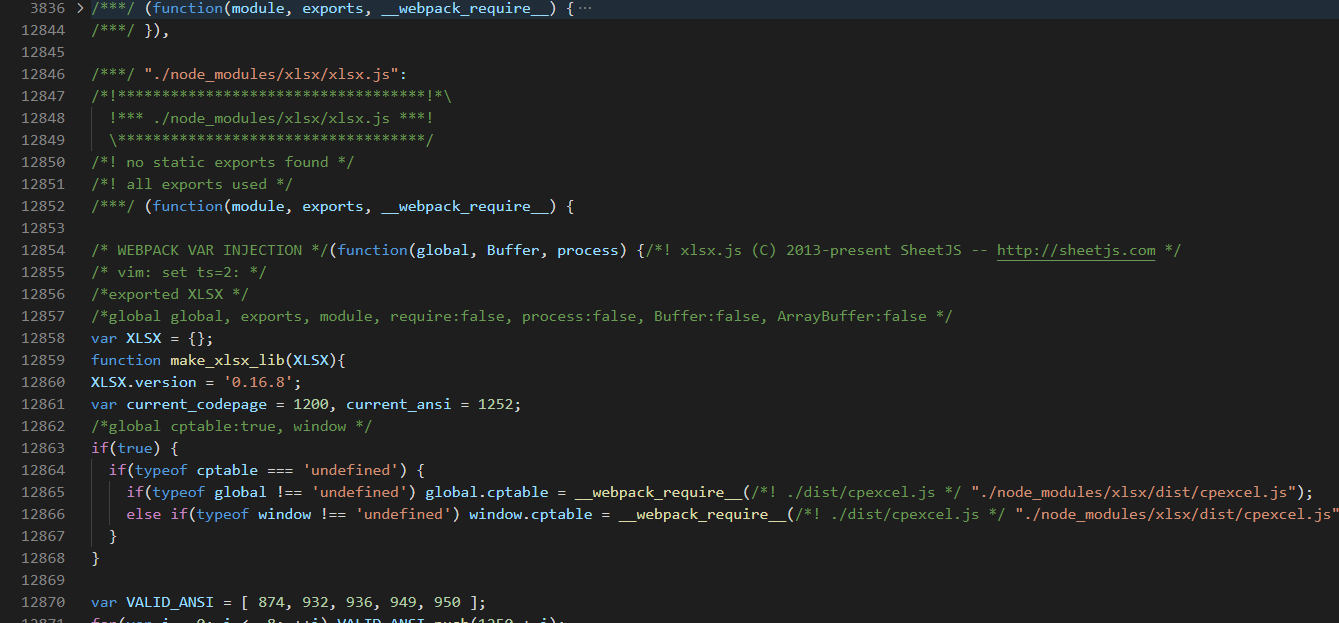 3836 > /***/ (function(module, exports, __webpack_require__) { ···
12844 /***/ }),
12845
12846 /***/ "./node_modules/xlsx/xlsx.js":
12847 /*!***********************************!*\
12848   !*** ./node_modules/xlsx/xlsx.js ***!
12849   \***********************************/
12850 /*! no static exports found */
12851 /*! all exports used */
12852 /***/ (function(module, exports, __webpack_require__) {
12853
12854 /* WEBPACK VAR INJECTION */(function(global, Buffer, process) {/*! xlsx.js (C) 2013-present SheetJS -- http://sheetjs.com */
12855 /* vim: set ts=2: */
12856 /*exported XLSX */
12857 /*global global, exports, module, require:false, process:false, Buffer:false, ArrayBuffer:false */
12858 var XLSX = {};
12859 function make_xlsx_lib(XLSX){
12860 XLSX.version = '0.16.8';
12861 var current_codepage = 1200, current_ansi = 1252;
12862 /*global cptable:true, window */
12863 if(true) {
12864   if(typeof cptable === 'undefined') {
12865     if(typeof global !== 'undefined') global.cptable = __webpack_require__(/*! ./dist/cpexcel.js */ "./node_modules/xlsx/dist/cpexcel.js");
12866     else if(typeof window !== 'undefined') window.cptable = __webpack_require__(/*! ./dist/cpexcel.js */ "./node_modules/xlsx/dist/cpexcel.js"
12867   }
12868 }
12869
12870 var VALID_ANSI = [ 874, 932, 936, 949, 950 ];